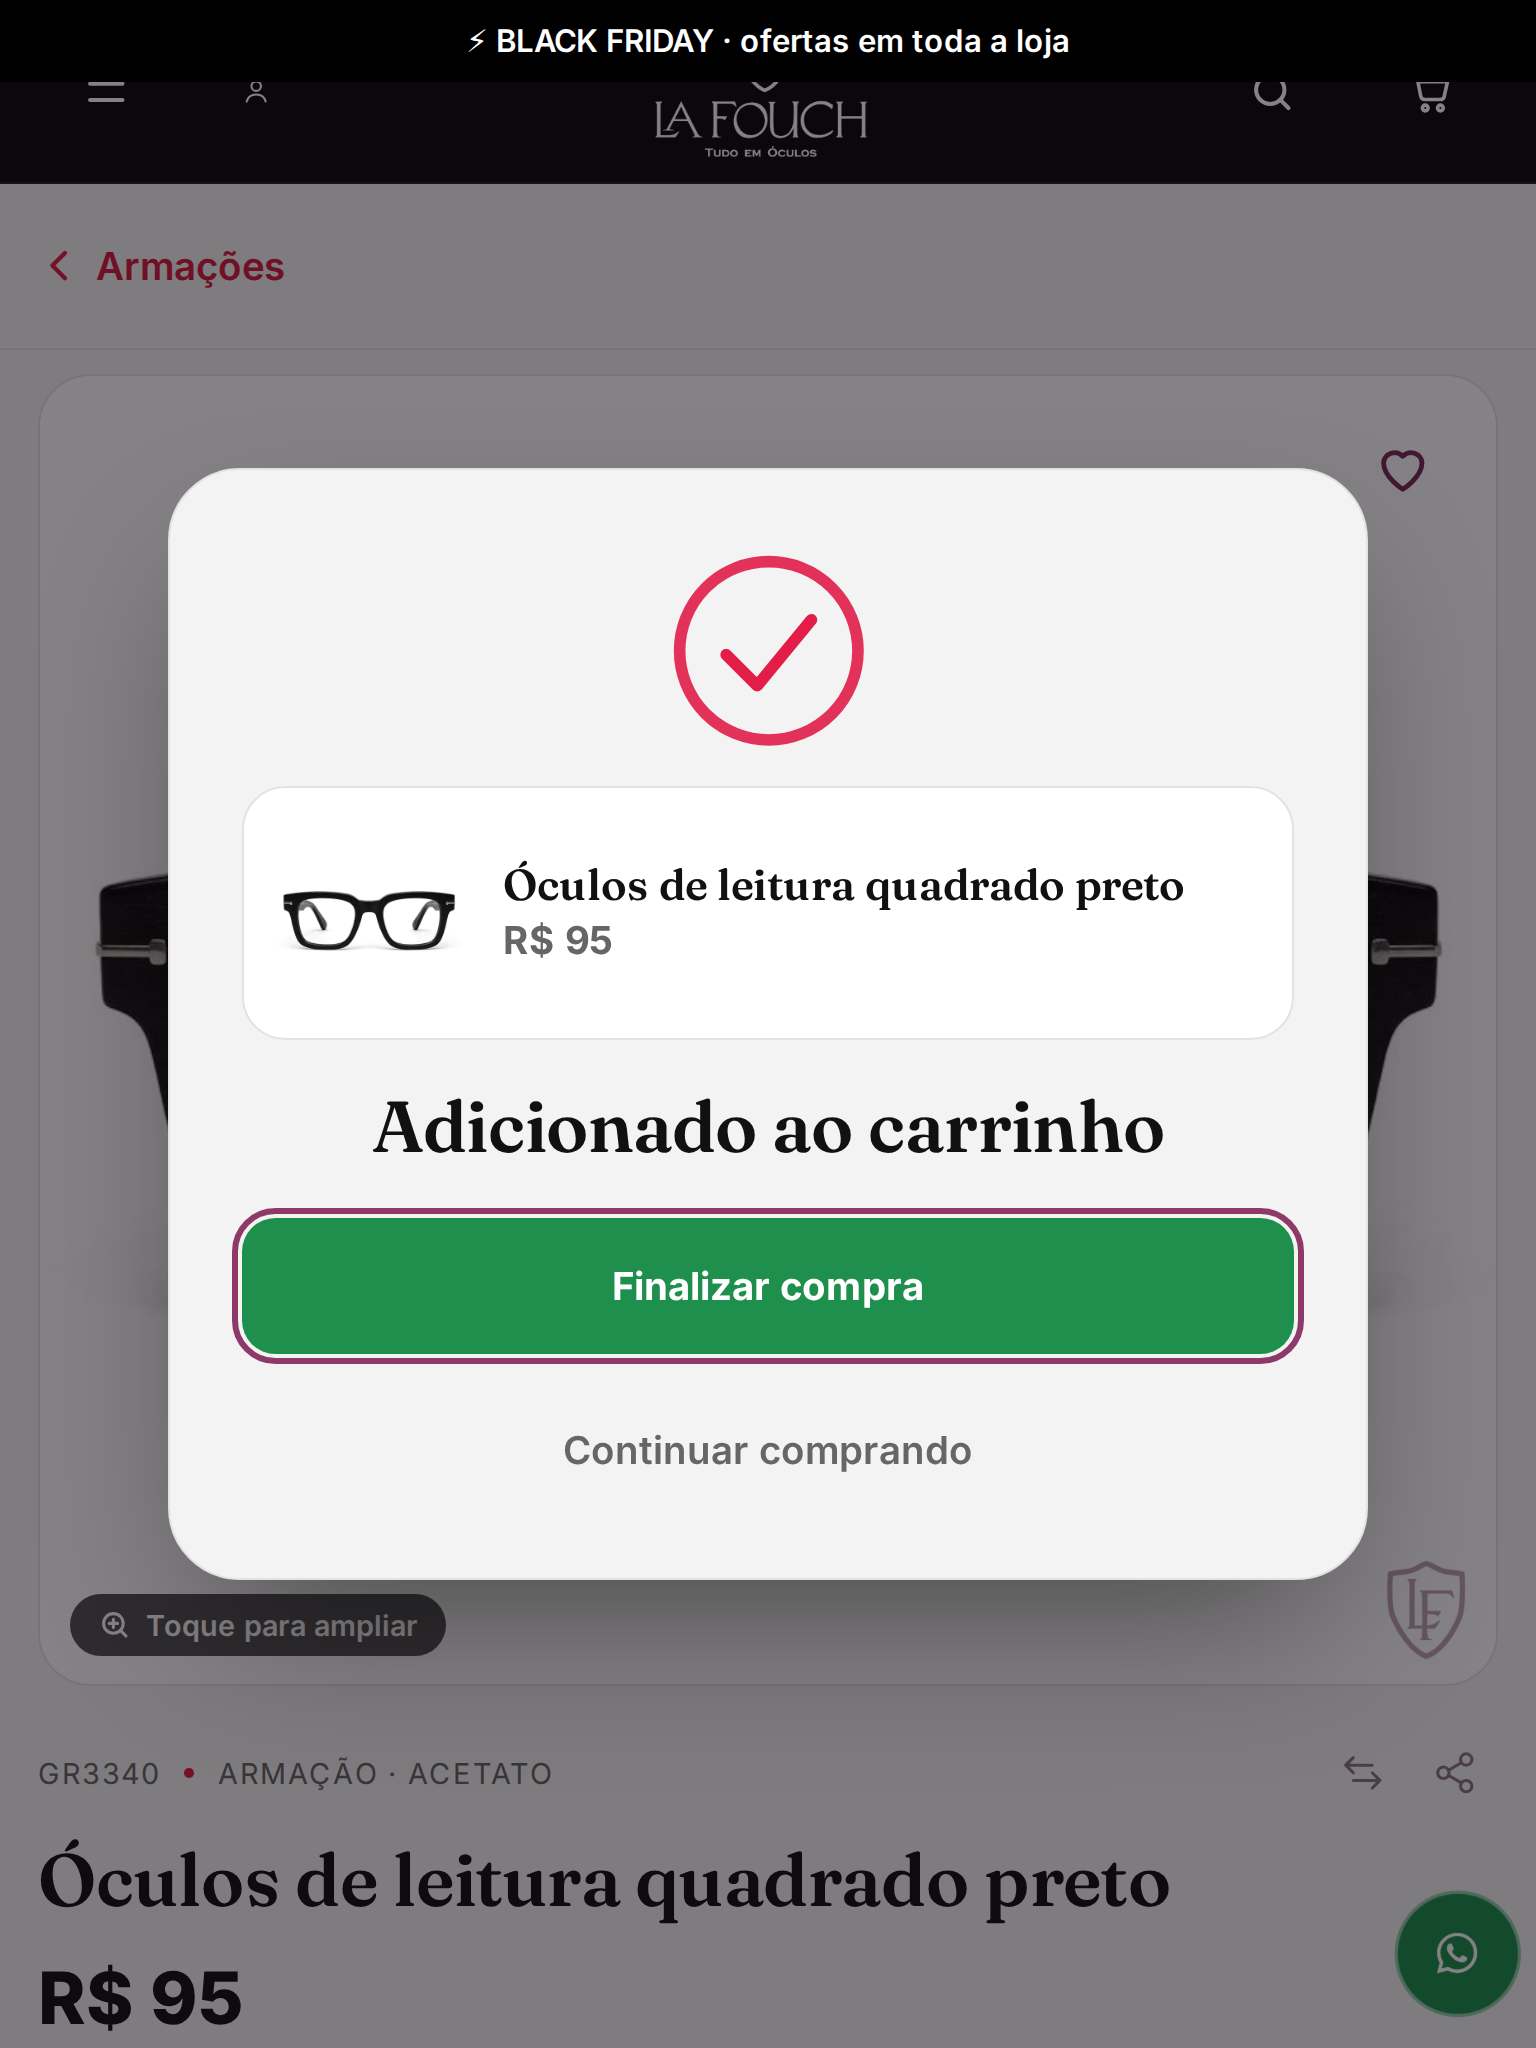 ⚡ BLACK FRIDAY · ofertas em toda a loja
LA FOUCH
TUDO EM ÓCULOS
Armações
Óculos de leitura quadrado preto
R$ 95
Adicionado ao carrinho
Finalizar compra
Continuar comprando
Toque para ampliar
LF
GR3340 • ARMAÇÃO · ACETATO
Óculos de leitura quadrado preto
R$ 95